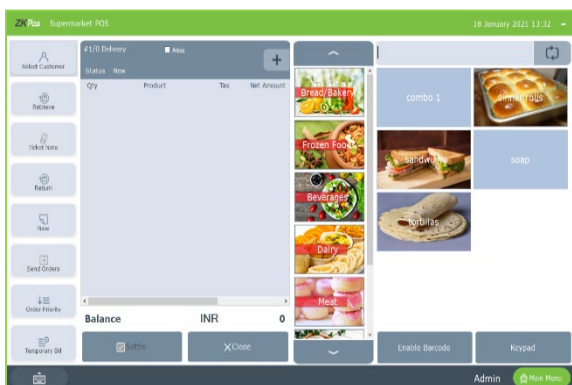 ZKPos Supermarket POS
18 January 2021 13:32
Select Customer
Retrieve
Ticket Note
Return
New
Send Orders
Order Priority
Temporary Bill
#1/0 Delivery
Status New
Qty Product Tax Net Amount
Balance INR 0
Settle
Close
Bread/Bakery
Frozen Foods
Beverages
Dairy
Meat
combo 1
dinner rolls
sandwich
soap
tortillas
Enable Barcode
Keypad
Admin
Main Menu